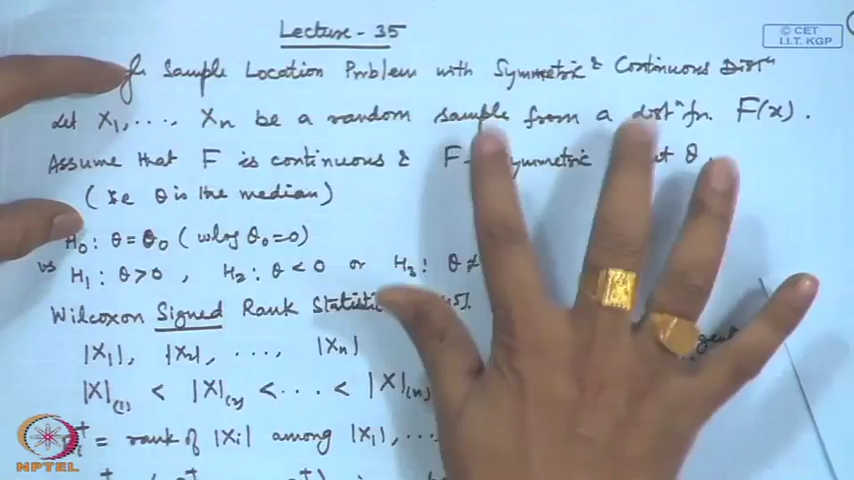 Lecture - 35
© CET
I.I.T. KGP
Sample Location Problem with Symmetric & Continuous Distⁿ
Let X₁, ...., Xₙ be a random sample from a distⁿ fn. F(x).
Assume that F is continuous & F symmetric θ.
(i.e θ is the median)
H₀ : θ = θ₀ (wlog θ₀ = 0)
vs H₁ : θ > 0 , H₂ : θ < 0 or H₃ : θ ≠
Wilcoxon Signed Rank
|X₁|, |X₂|, ...., |Xₙ|
|X|₍₁₎ < |X|₍₂₎ < .... < |X|₍ₙ₎
= rank of |Xᵢ| among |X₁|, ....
NPTEL